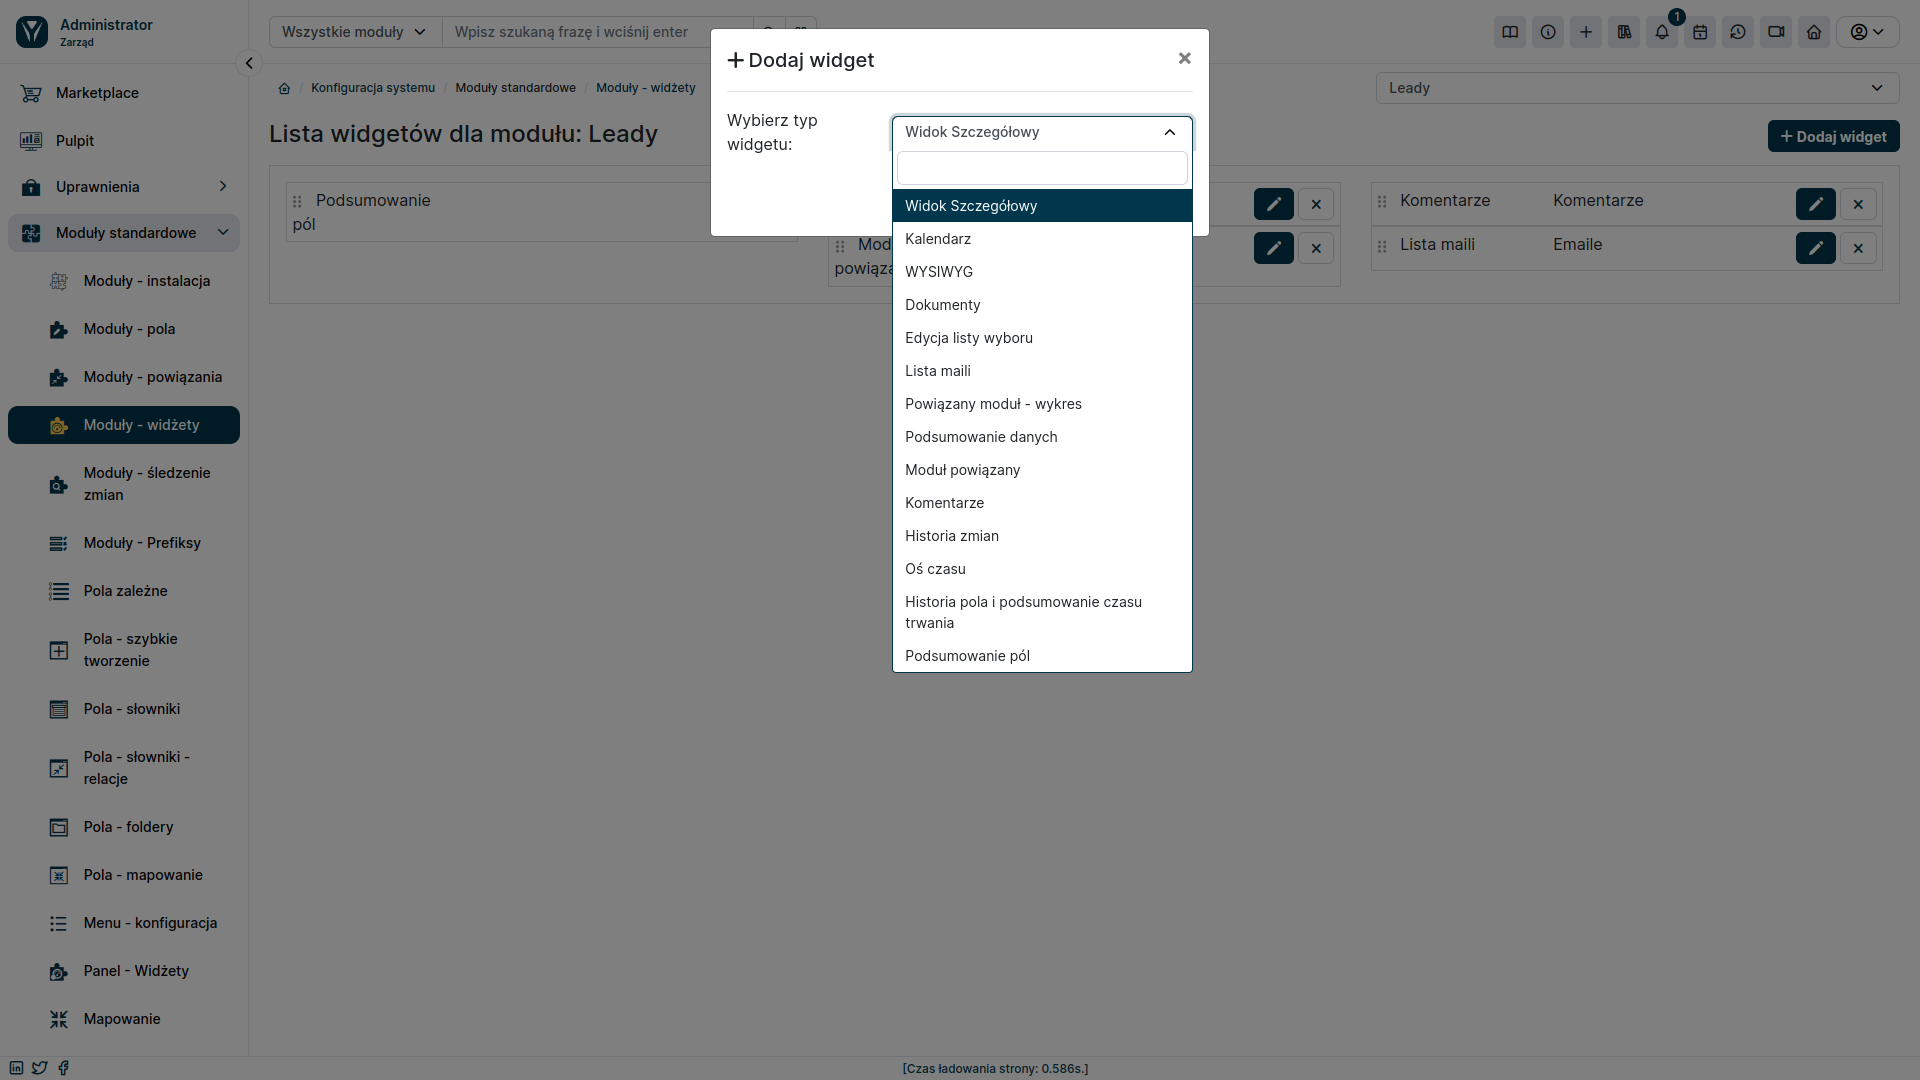 Administrator
Zarząd
Wszystkie moduły
Wpisz szukaną frazę i wciśnij enter
1
Marketplace
Pulpit
Uprawnienia
Moduły standardowe
Moduły - instalacja
Moduły - pola
Moduły - powiązania
Moduły - widżety
Moduły - śledzenie
zmian
Moduły - Prefiksy
Pola zależne
Pola - szybkie
tworzenie
Pola - słowniki
Pola - słowniki -
relacje
Pola - foldery
Pola - mapowanie
Menu - konfiguracja
Panel - Widżety
Mapowanie
/ Konfiguracja systemu / Moduły standardowe / Moduły - widżety
Leady
Lista widgetów dla modułu: Leady
+ Dodaj widget
Podsumowanie
pól
Komentarze Komentarze
Lista maili Emaile
+ Dodaj widget
×
Wybierz typ
widgetu:
Widok Szczegółowy
Widok Szczegółowy
Kalendarz
WYSIWYG
Dokumenty
Edycja listy wyboru
Lista maili
Powiązany moduł - wykres
Podsumowanie danych
Moduł powiązany
Komentarze
Historia zmian
Oś czasu
Historia pola i podsumowanie czasu
trwania
Podsumowanie pól
[Czas ładowania strony: 0.586s.]